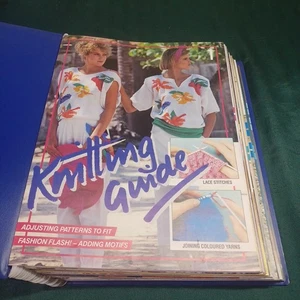 Knitting
Guide
LACE STITCHES
ADJUSTING PATTERNS TO FIT
FASHION FLASH! – ADDING MOTIFS
JOINING COLOURED YARNS